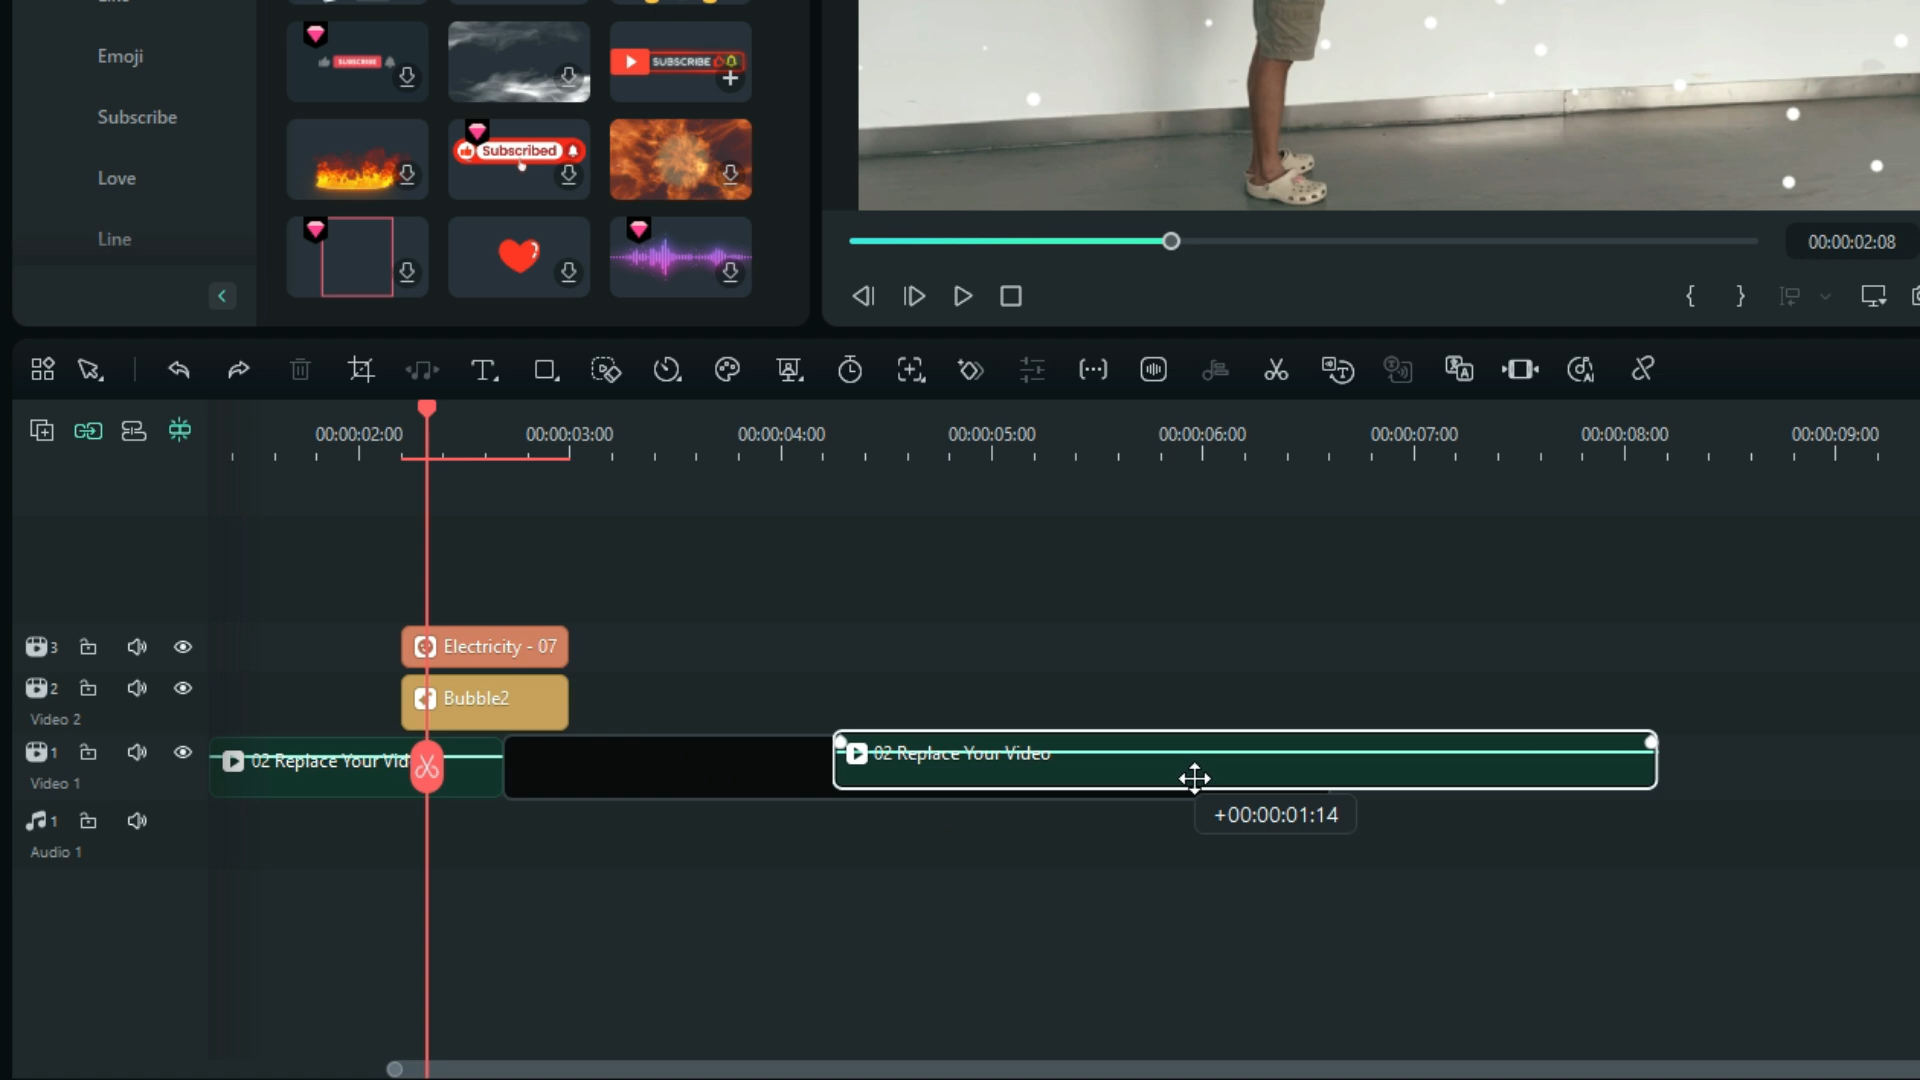 Emoji
Subscribe
Love
Line
SUBSCRIBE
SUBSCRIBE
Subscribed
00:00:02:08
00:00:02:00
00:00:03:00
00:00:04:00
00:00:05:00
00:00:06:00
00:00:07:00
00:00:08:00
00:00:09:00
3
Electricity - 07
2
Video 2
Bubble2
1
Video 1
02 Replace Your Vid
02 Replace Your Video
+00:00:01:14
1
Audio 1